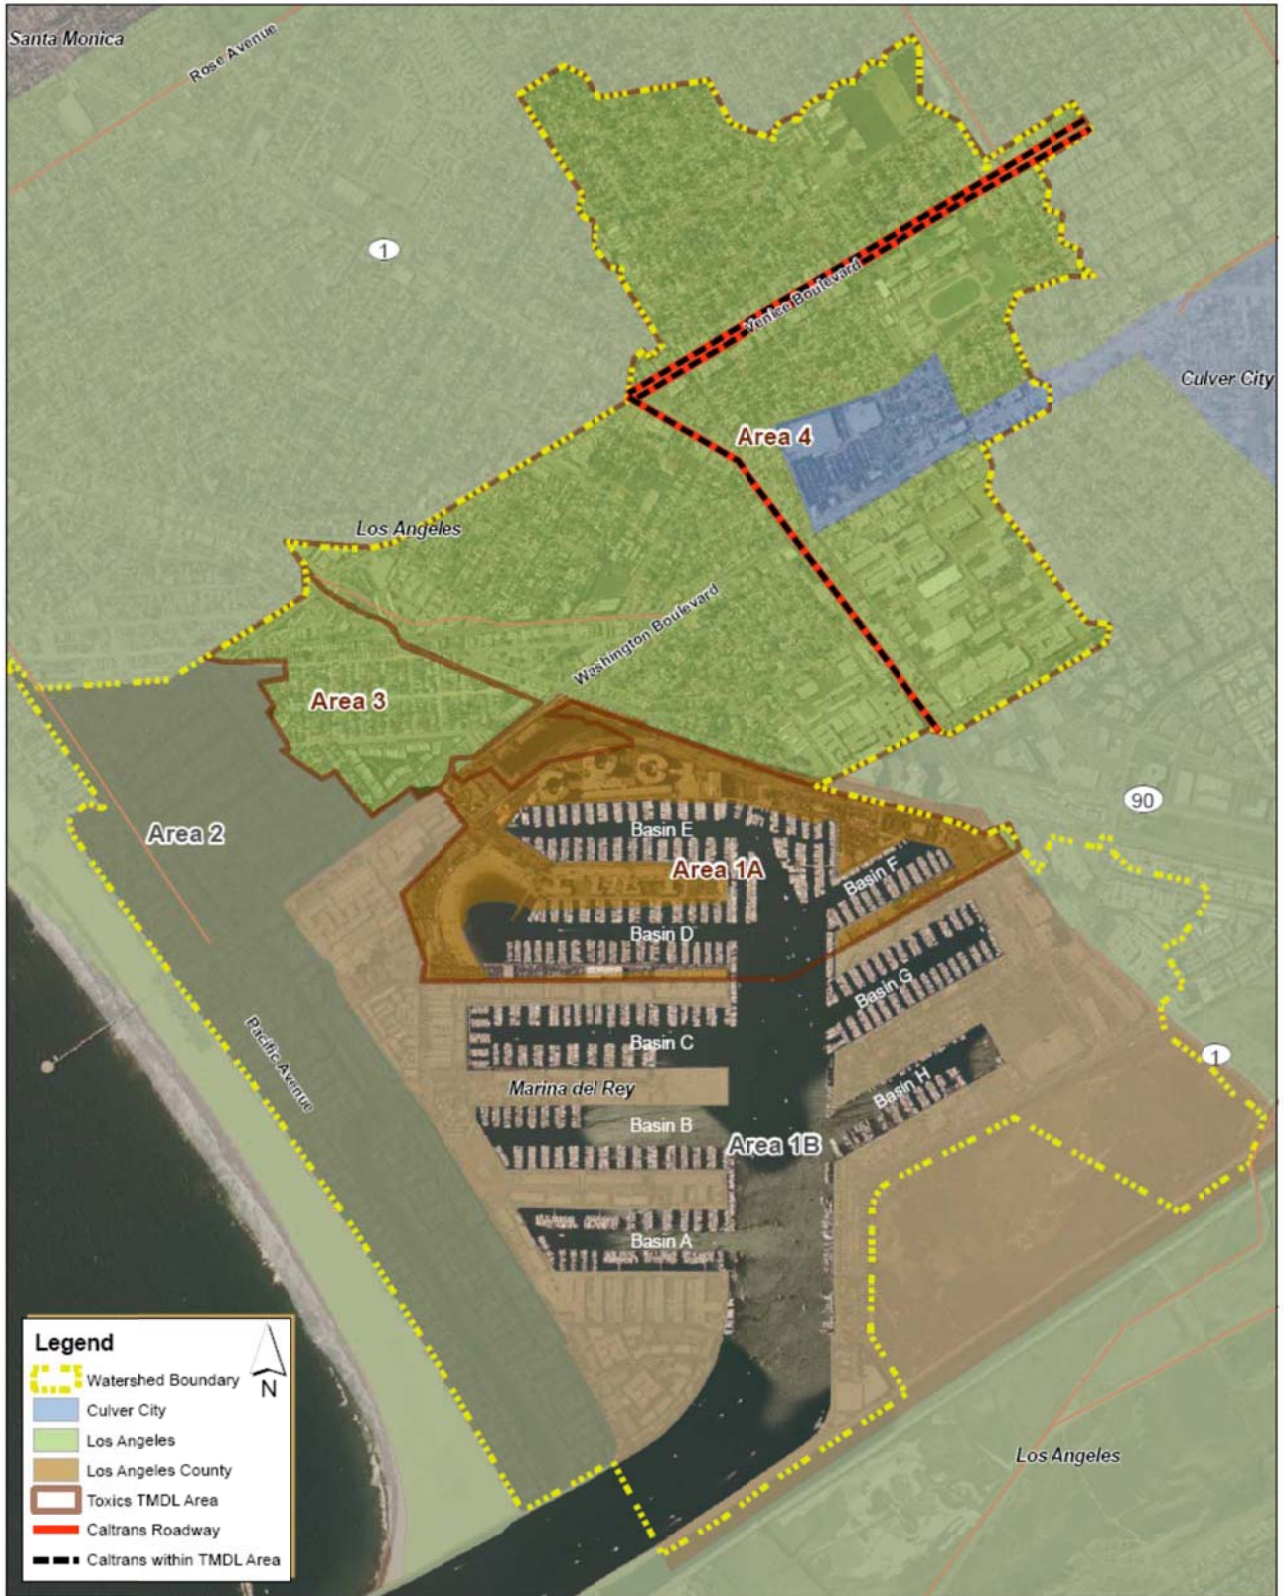 Santa Monica
Rose Avenue
1
Venice Boulevard
Culver City
Area 4
Los Angeles
Washington Boulevard
Area 3
90
Area 2
Basin E
Area 1A
Basin F
Basin D
Basin G
Pacific Avenue
Basin C
1
Marina del Rey
Basin H
Basin B
Area 1B
Basin A
Legend
N
Watershed Boundary
Culver City
Los Angeles
Los Angeles County
Toxics TMDL Area
Caltrans Roadway
Caltrans within TMDL Area
Los Angeles